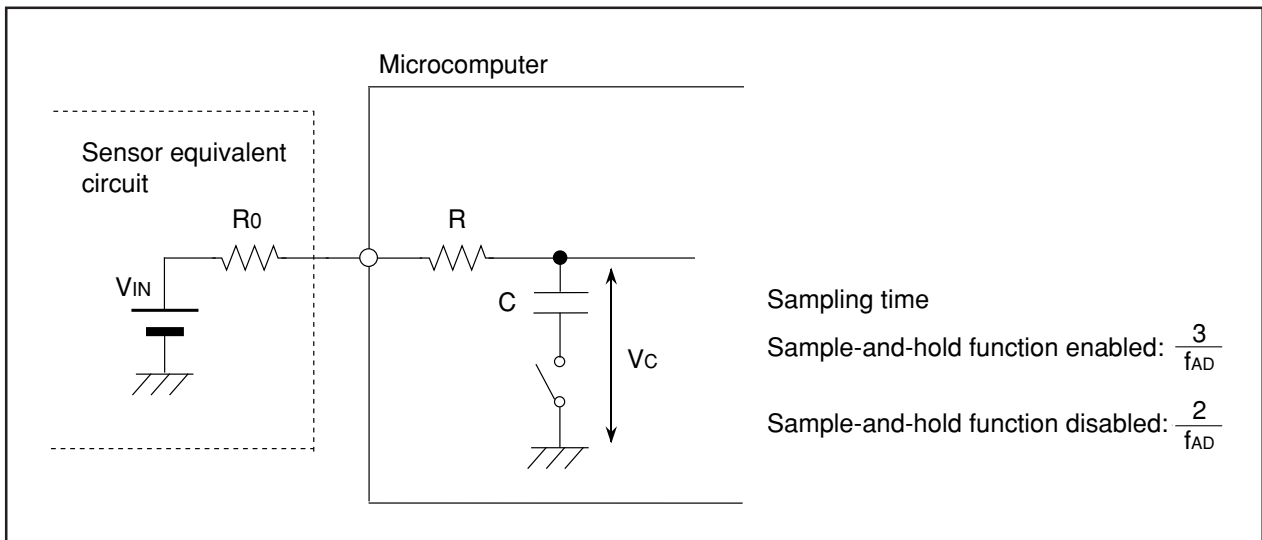 Microcomputer
Sensor equivalent
circuit
R0
R
VIN
C
VC
Sampling time
Sample-and-hold function enabled: 3/fAD
Sample-and-hold function disabled: 2/fAD